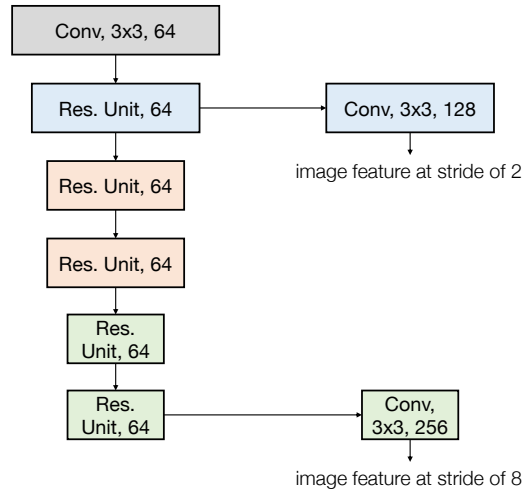 Conv, 3x3, 64
Res. Unit, 64
Conv, 3x3, 128
image feature at stride of 2
Res. Unit, 64
Res. Unit, 64
Res.
Unit, 64
Res.
Unit, 64
Conv,
3x3, 256
image feature at stride of 8